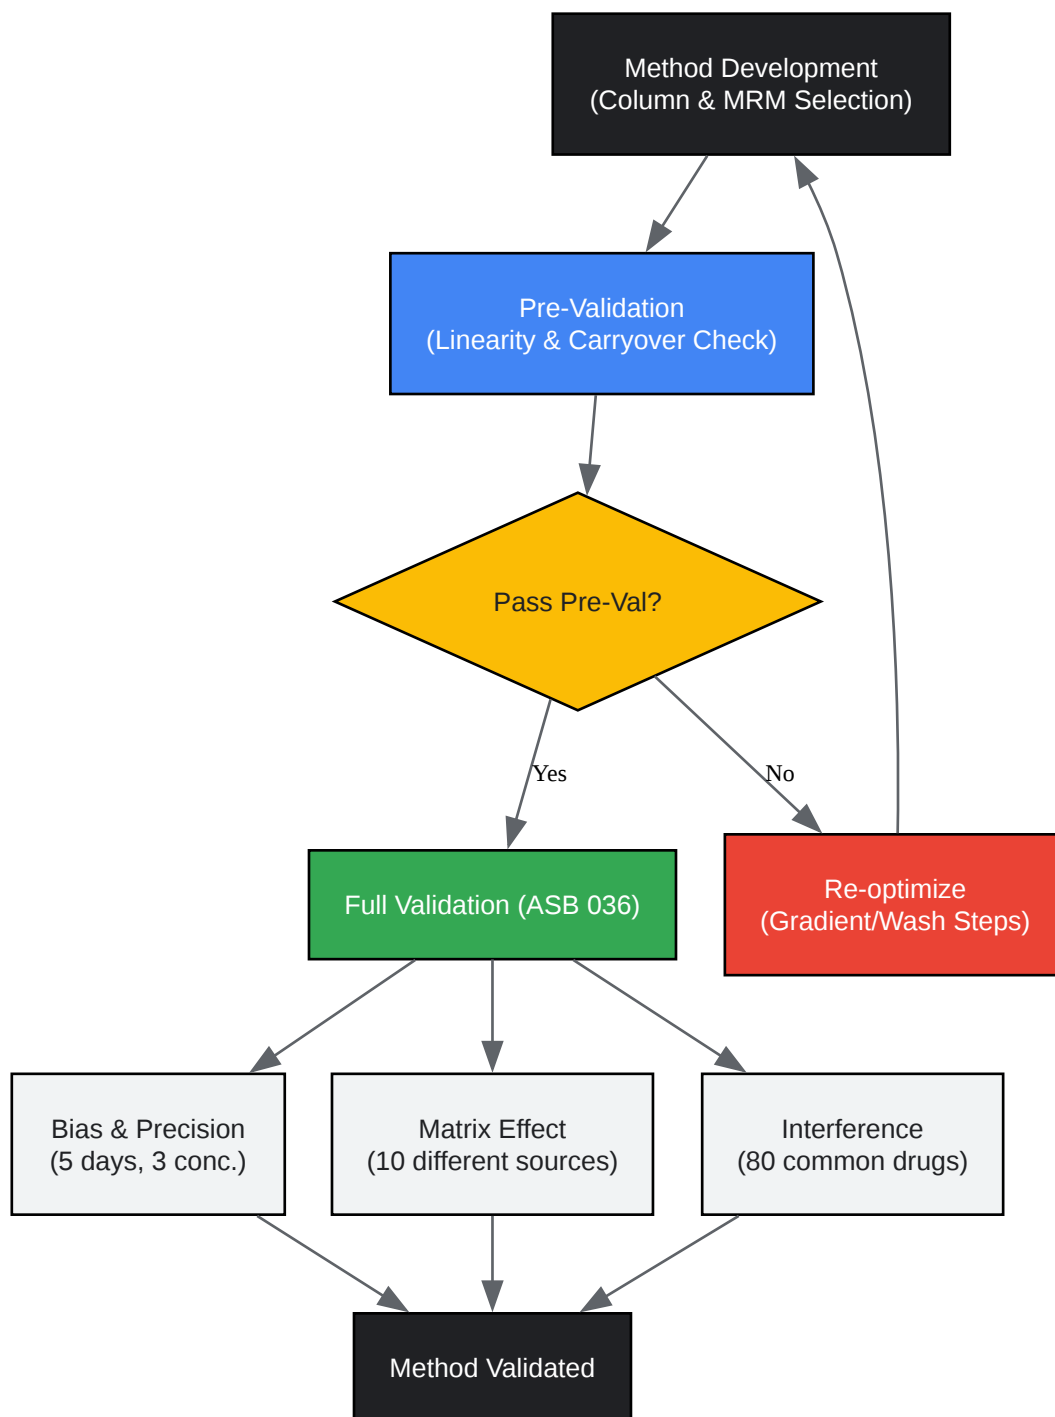 Method Development
(Column & MRM Selection)
Pre-Validation
(Linearity & Carryover Check)
Pass Pre-Val?
Yes
No
Full Validation (ASB 036)
Re-optimize
(Gradient/Wash Steps)
Bias & Precision
(5 days, 3 conc.)
Matrix Effect
(10 different sources)
Interference
(80 common drugs)
Method Validated